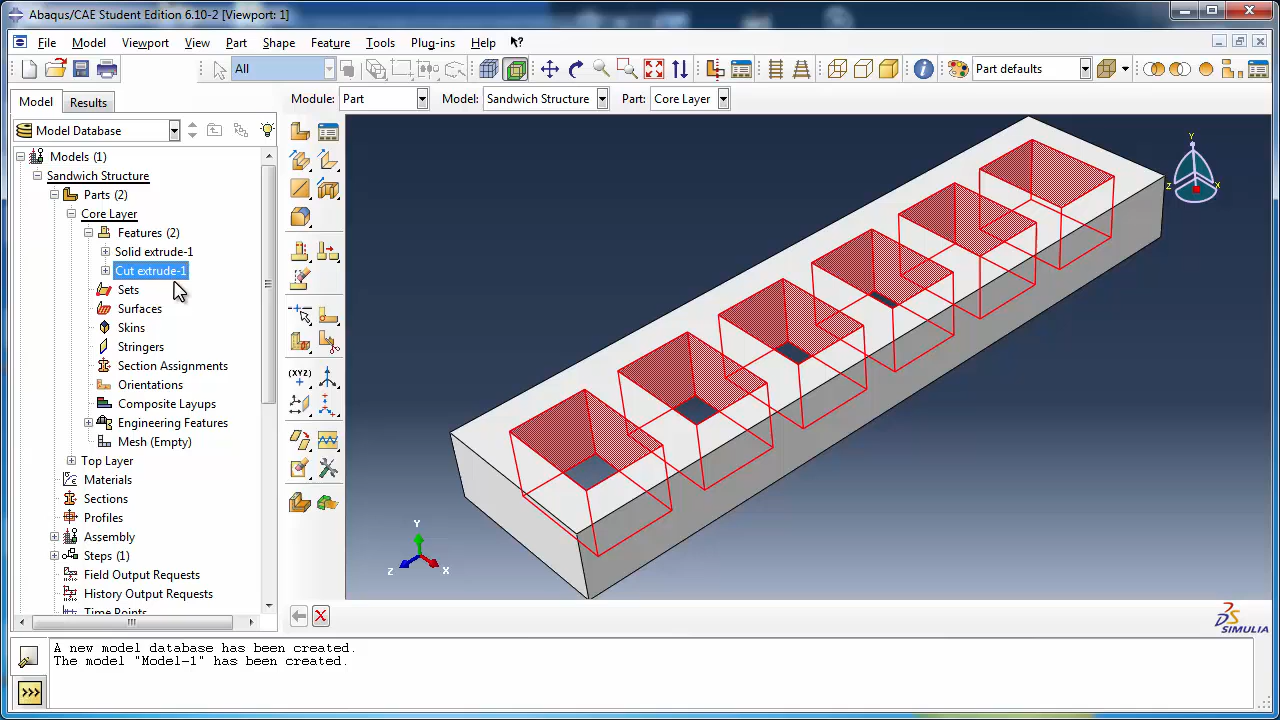 Abaqus/CAE Student Edition 6.10-2 [Viewport: 1]
File Model Viewport View Part Shape Feature Tools Plug-ins Help
All
Part defaults
Model Results
Module: Part Model: Sandwich Structure Part: Core Layer
Model Database
Models (1)
Sandwich Structure
Parts (2)
Core Layer
Features (2)
Solid extrude-1
Cut extrude-1
Sets
Surfaces
Skins
Stringers
Section Assignments
Orientations
Composite Layups
Engineering Features
Mesh (Empty)
Top Layer
Materials
Sections
Profiles
Assembly
Steps (1)
Field Output Requests
History Output Requests
Time Points
(XYZ)
Y
Z
X
Y
Z
X
SIMULIA
A new model database has been created.
The model "Model-1" has been created.
>>>